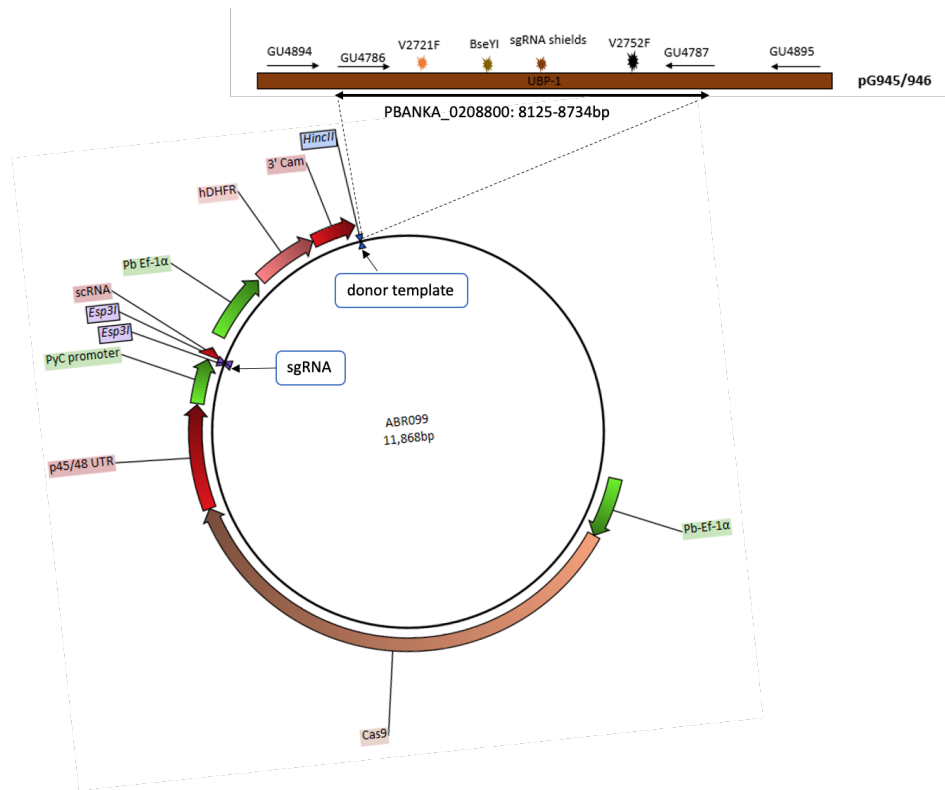 GU4894
GU4786
V2721F
BseYI
sgRNA shields
V2752F
GU4787
GU4895
UBP-1
pG945/946
PBANKA_0208800: 8125-8734bp
HincII
3' Cam
hDHFR
Pb Ef-1α
scRNA
Esp3I
Esp3I
PyC promoter
donor template
sgRNA
ABR099
11,868bp
p45/48 UTR
Pb-Ef-1α
Cas9